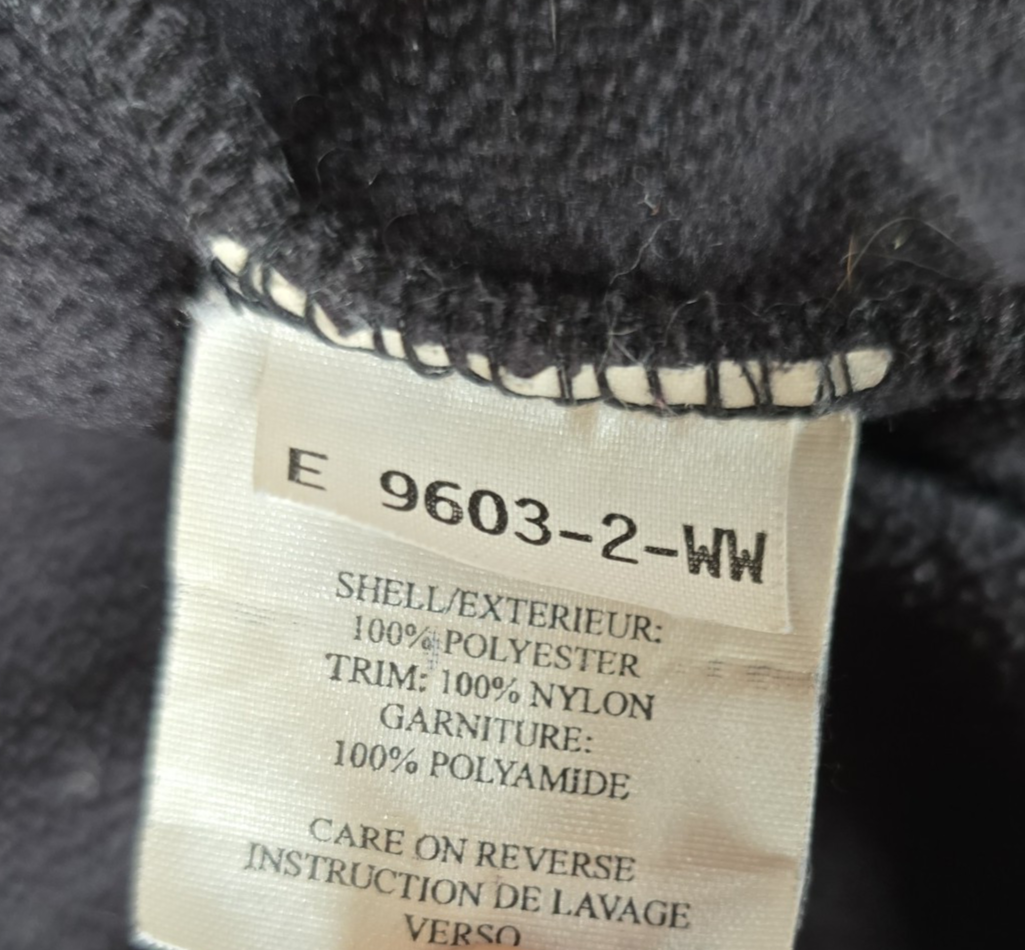 E 9603-2-WW
SHELL/EXTERIEUR:
100% POLYESTER
TRIM: 100% NYLON
GARNITURE:
100% POLYAMIDE
CARE ON REVERSE
INSTRUCTION DE LAVAGE
VERSO